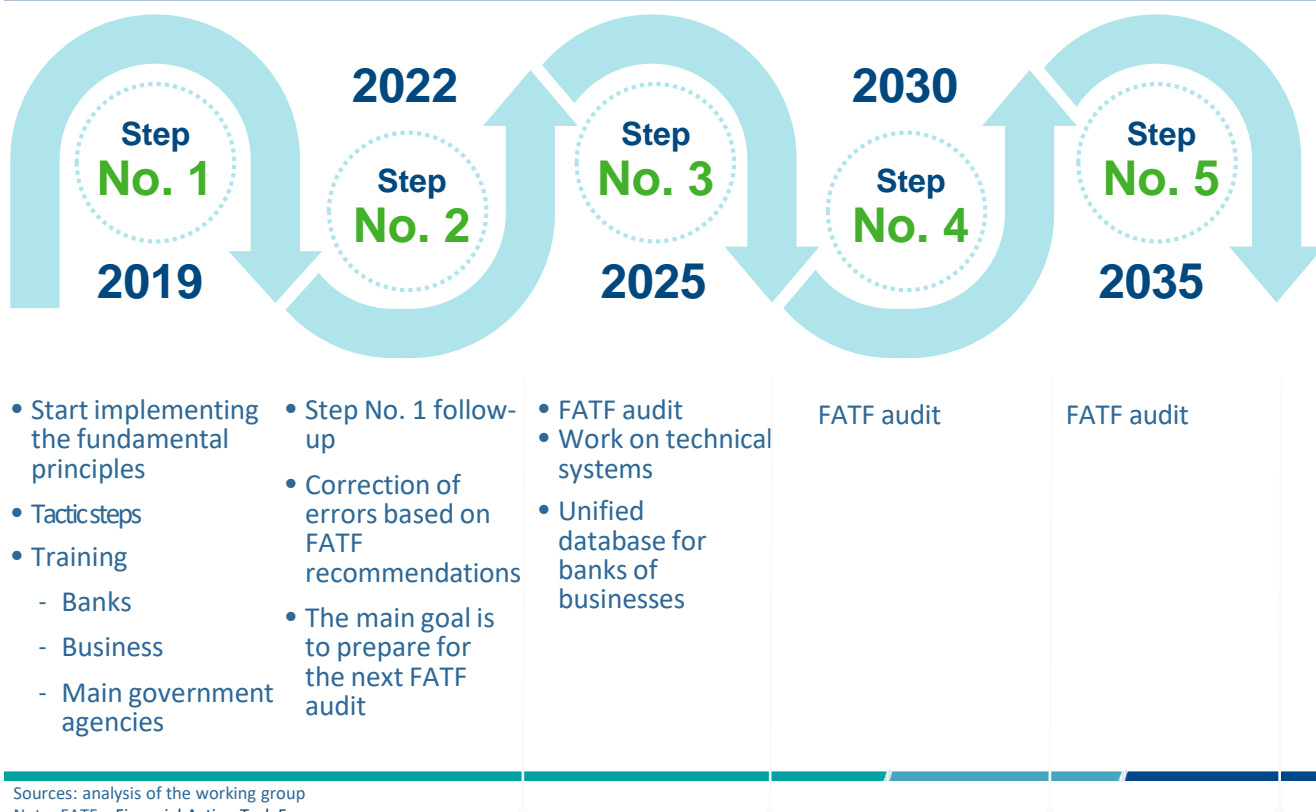 Step
No. 1
2019
2022
Step
No. 2
Step
No. 3
2025
2030
Step
No. 4
Step
No. 5
2035
• Start implementing
the fundamental
principles
• Tactic steps
• Training
- Banks
- Business
- Main government
agencies
• Step No. 1 follow-
up
• Correction of
errors based on
FATF
recommendations
• The main goal is
to prepare for
the next FATF
audit
• FATF audit
• Work on technical
systems
• Unified
database for
banks of
businesses
FATF audit
FATF audit
Sources: analysis of the working group